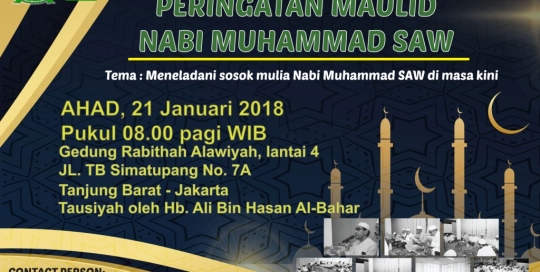 PERINGATAN MAULID
NABI MUHAMMAD SAW
Tema : Meneladani sosok mulia Nabi Muhammad SAW di masa kini
AHAD, 21 Januari 2018
Pukul 08.00 pagi WIB
Gedung Rabithah Alawiyah, lantai 4
JL. TB Simatupang No. 7A
Tanjung Barat - Jakarta
Tausiyah oleh Hb. Ali Bin Hasan Al-Bahar
CONTACT PERSON: